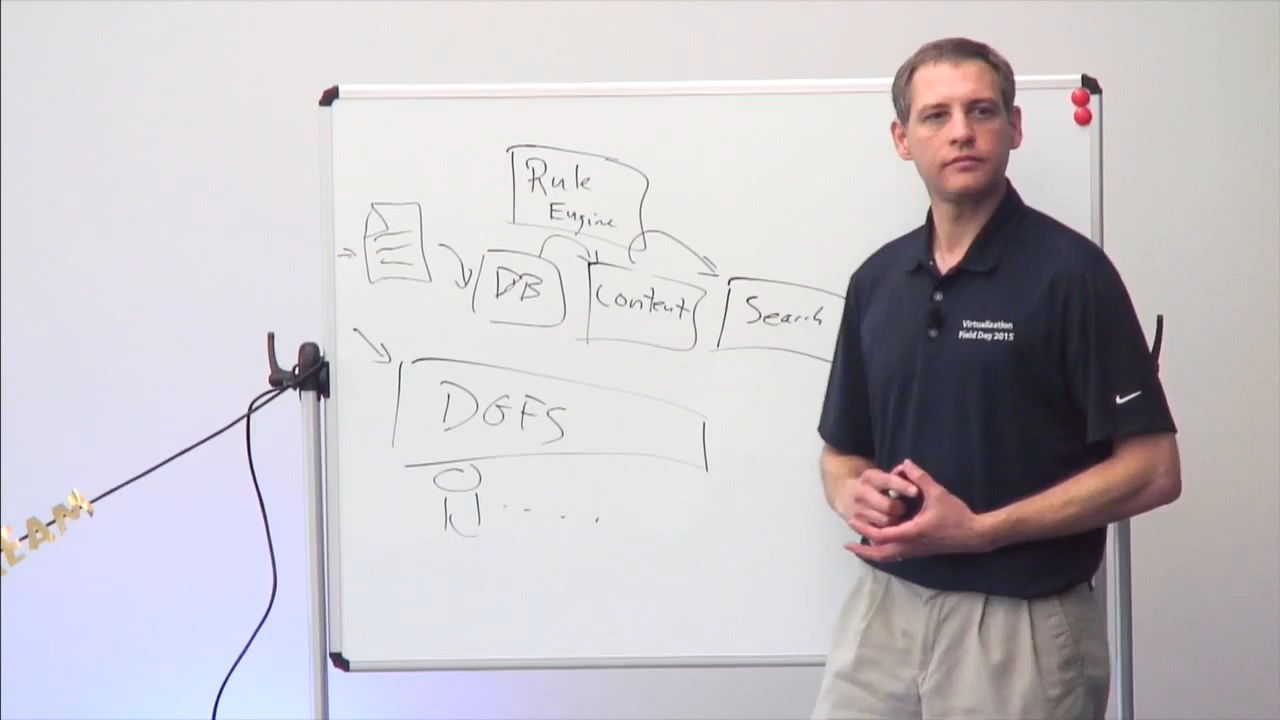 Rule
Engine
DB
Content
Search
DGFS
Virtualization
Field Day 2015